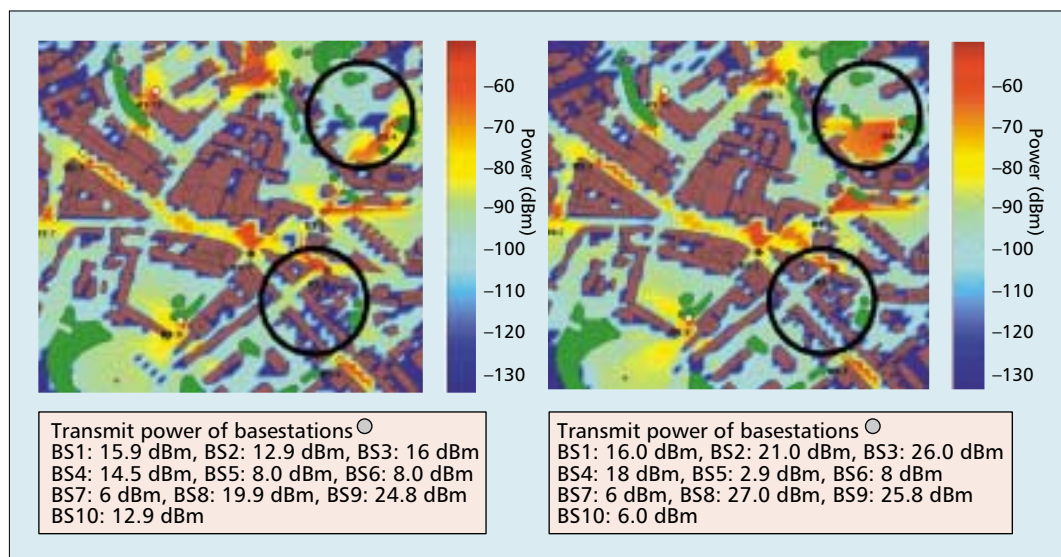 –60
–70
–80
–90
–100
–110
–120
–130
Power (dBm)
–60
–70
–80
–90
–100
–110
–120
–130
Power (dBm)
Transmit power of basestations
BS1: 15.9 dBm, BS2: 12.9 dBm, BS3: 16 dBm
BS4: 14.5 dBm, BS5: 8.0 dBm, BS6: 8.0 dBm
BS7: 6 dBm, BS8: 19.9 dBm, BS9: 24.8 dBm
BS10: 12.9 dBm
Transmit power of basestations
BS1: 16.0 dBm, BS2: 21.0 dBm, BS3: 26.0 dBm
BS4: 18 dBm, BS5: 2.9 dBm, BS6: 8 dBm
BS7: 6 dBm, BS8: 27.0 dBm, BS9: 25.8 dBm
BS10: 6.0 dBm